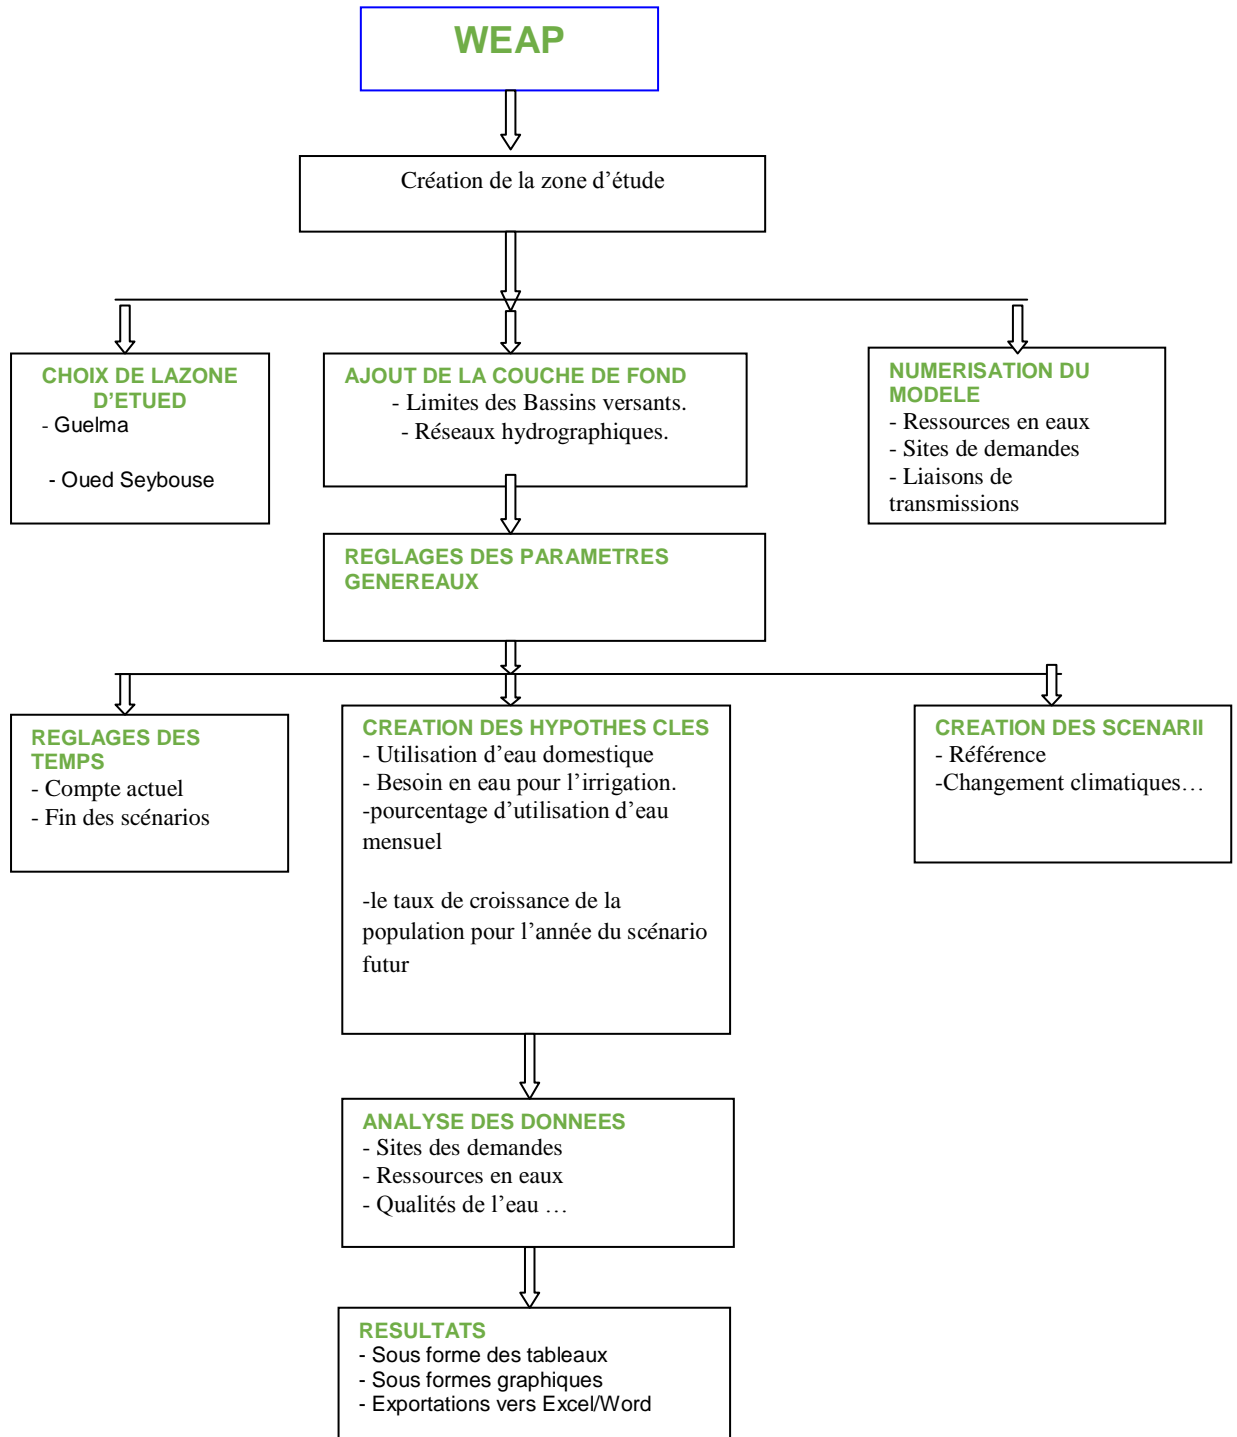 WEAP
Création de la zone d’étude
CHOIX DE LAZONE
D’ETUED
- Guelma
- Oued Seybouse
AJOUT DE LA COUCHE DE FOND
- Limites des Bassins versants.
- Réseaux hydrographiques.
NUMERISATION DU
MODELE
- Ressources en eaux
- Sites de demandes
- Liaisons de
transmissions
REGLAGES DES PARAMETRES
GENEREAUX
REGLAGES DES
TEMPS
- Compte actuel
- Fin des scénarios
CREATION DES HYPOTHES CLES
- Utilisation d’eau domestique
- Besoin en eau pour l’irrigation.
-pourcentage d’utilisation d’eau
mensuel
-le taux de croissance de la
population pour l’année du scénario
futur
CREATION DES SCENARII
- Référence
-Changement climatiques…
ANALYSE DES DONNEES
- Sites des demandes
- Ressources en eaux
- Qualités de l’eau …
RESULTATS
- Sous forme des tableaux
- Sous formes graphiques
- Exportations vers Excel/Word